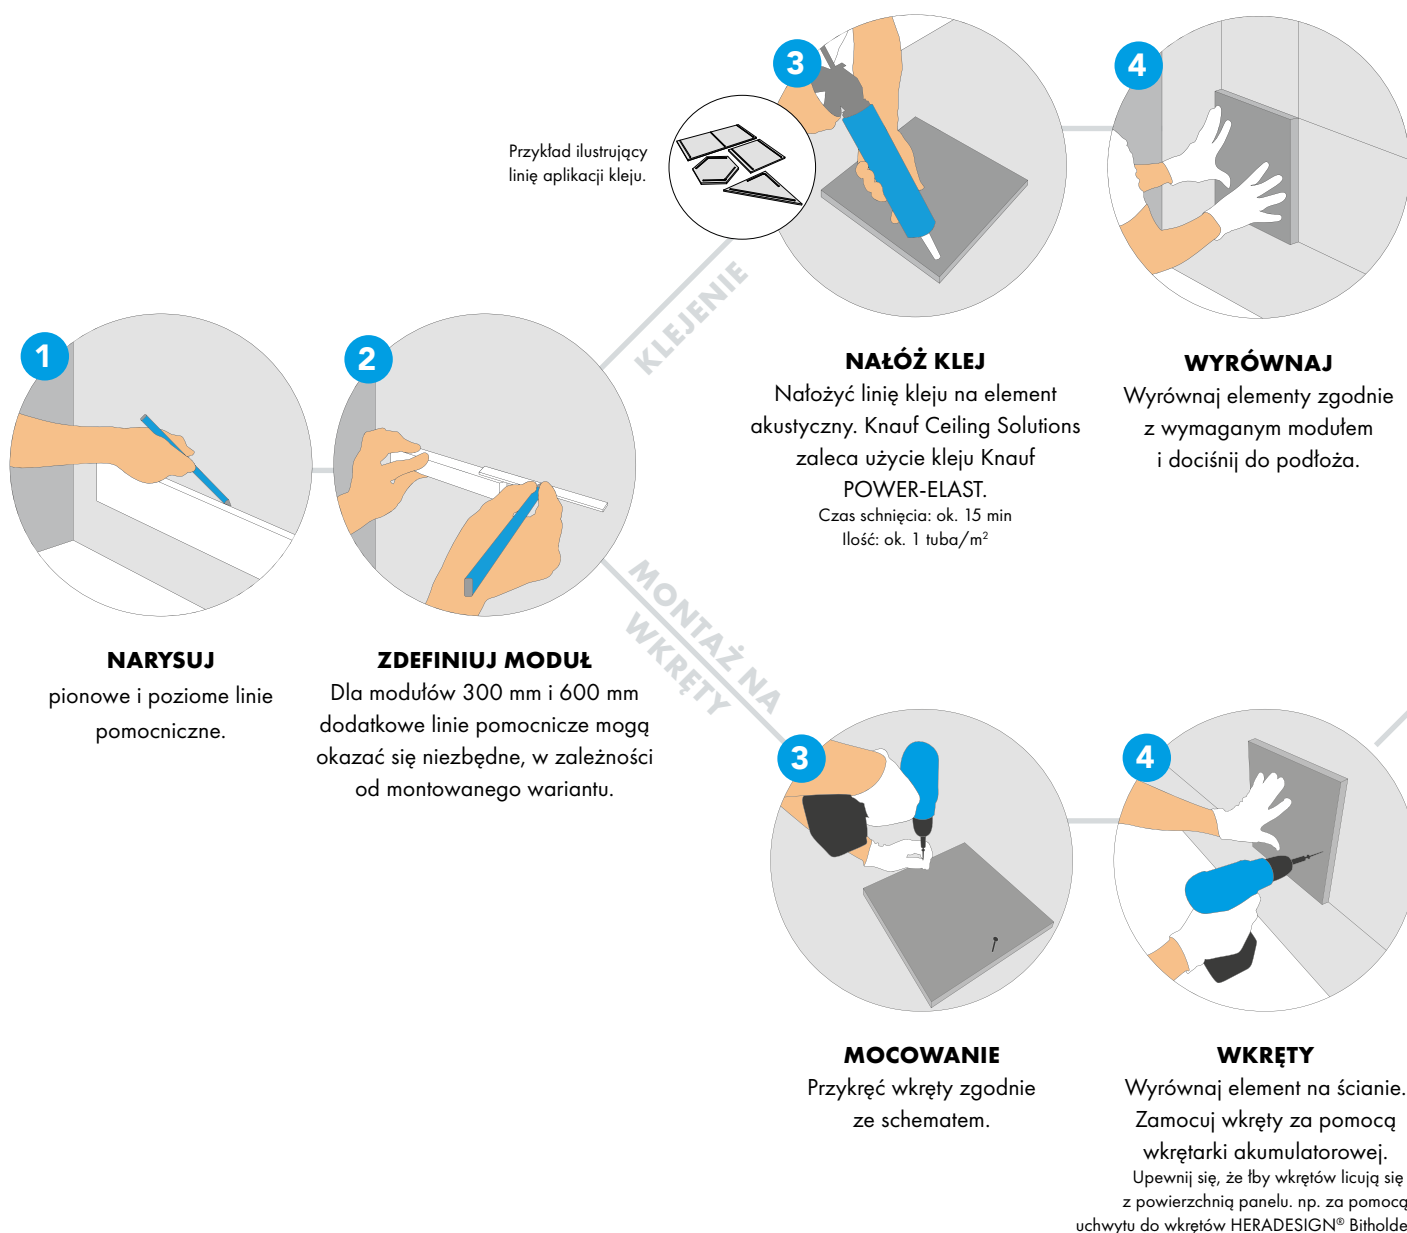 1
NARYSUJ
pionowe i poziome linie
pomocniczne.
2
ZDEFINIUJ MODUŁ
Dla modułów 300 mm i 600 mm
dodatkowe linie pomocnicze mogą
okazać się niezbędne, w zależności
od montowanego wariantu.
KLEJENIE
Przykład ilustrujący
linię aplikacji kleju.
3
NAŁÓŻ KLEJ
Nałożyć linię kleju na element
akustyczny. Knauf Ceiling Solutions
zaleca użycie kleju Knauf
POWER-ELAST.
Czas schnięcia: ok. 15 min
Ilość: ok. 1 tuba/m²
4
WYRÓWNAJ
Wyrównaj elementy zgodnie
z wymaganym modułem
i dociśnij do podłoża.
MONTAŻ NA
WKRĘTY
3
MOCOWANIE
Przykręć wkręty zgodnie
ze schematem.
4
WKRĘTY
Wyrównaj element na ścianie.
Zamocuj wkręty za pomocą
wkrętarki akumulatorowej.
Upewnij się, że łby wkrętów licują się
z powierzchnią panelu. np. za pomocą
uchwytu do wkrętów HERADESIGN® Bitholde